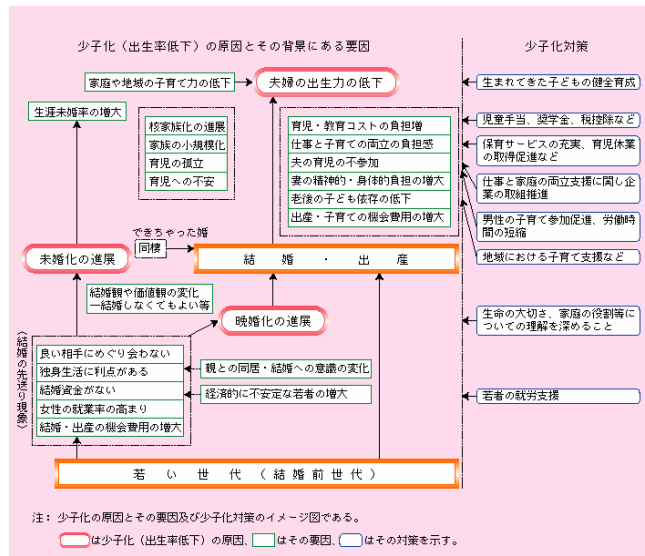 少子化（出生率低下）の原因とその背景にある要因
少子化対策
家庭や地域の子育て力の低下
夫婦の出生力の低下
生まれてきた子どもの健全育成
生涯未婚率の増大
核家族化の進展
家族の小規模化
育児の孤立
育児への不安
育児・教育コストの負担増
仕事と子育ての両立の負担感
夫の育児の不参加
妻の精神的・身体的負担の増大
老後の子ども依存の低下
出産・子育ての機会費用の増大
児童手当、奨学金、税控除など
保育サービスの充実、育児休業
の取得促進など
仕事と家庭の両立支援に関し企
業の取組推進
男性の子育て参加促進、労働時
間の短縮
地域における子育て支援など
できちゃった婚
同棲
未婚化の進展
結婚・出産
結婚観や価値観の変化
―結婚しなくてもよい等
晩婚化の進展
生命の大切さ、家庭の役割等に
ついての理解を深めること
〈結婚の先送り現象〉
良い相手にめぐり会わない
独身生活に利点がある
結婚資金がない
女性の就業率の高まり
結婚・出産の機会費用の増大
親との同居・結婚への意識の変化
経済的に不安定な若者の増大
若者の就労支援
若い世代（結婚前世代）
注：少子化の原因とその要因及び少子化対策のイメージ図である。
は少子化（出生率低下）の原因、はその要因、はその対策を示す。